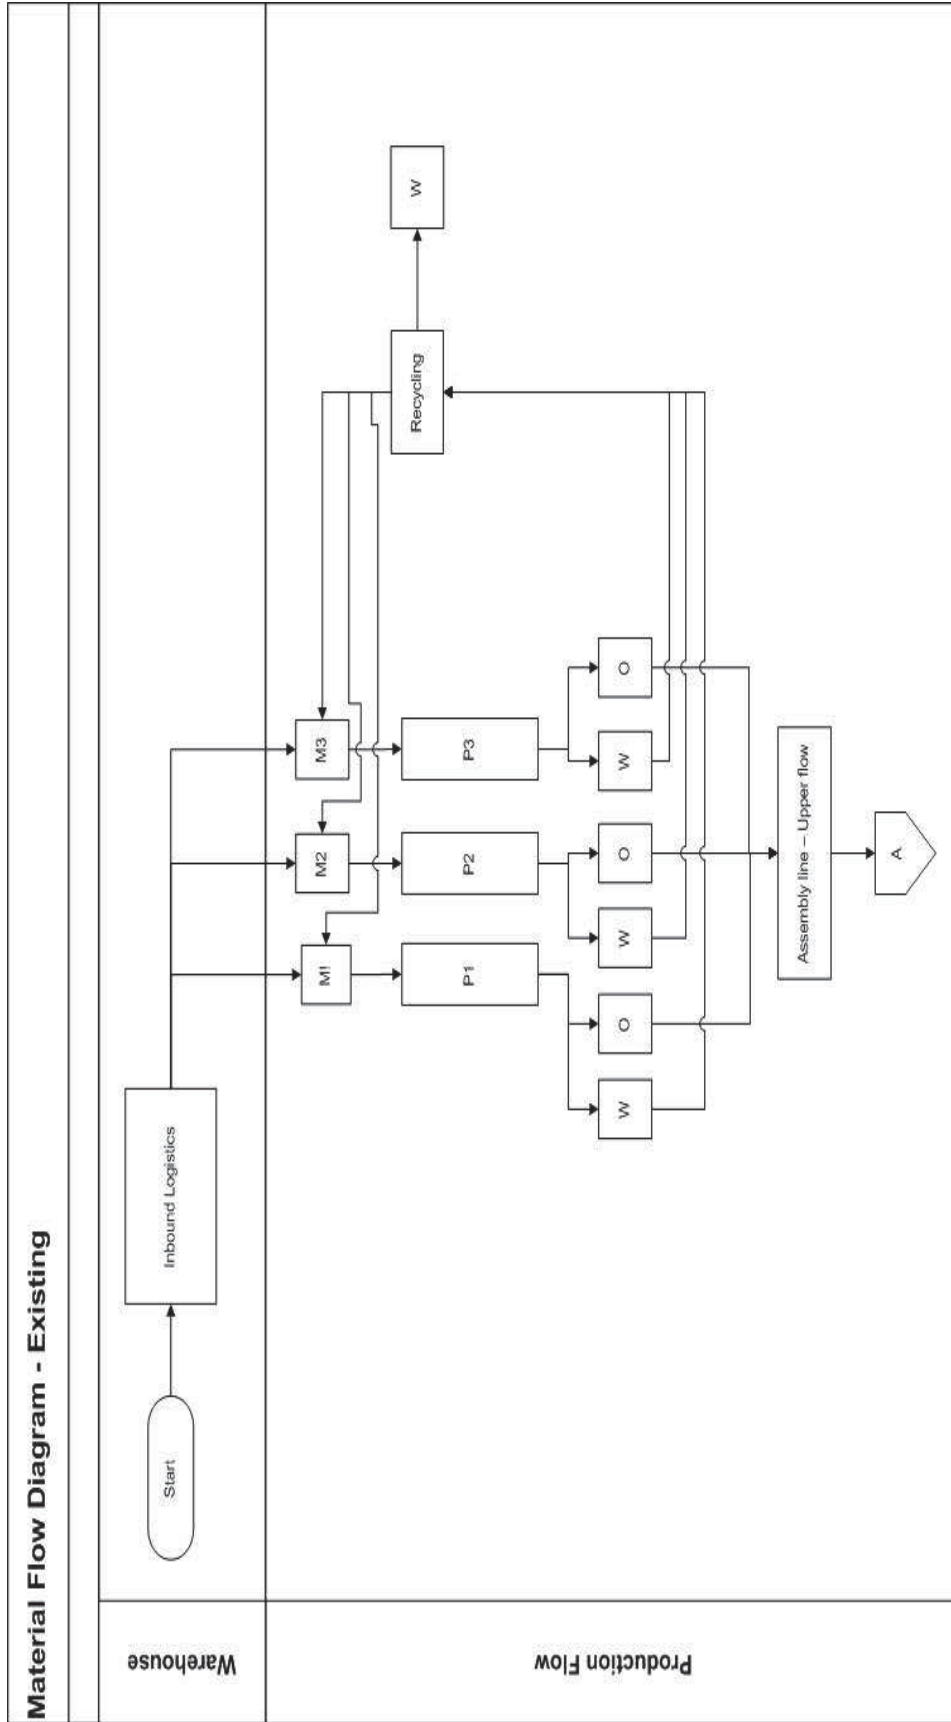 Material Flow Diagram - Existing
Warehouse
Start
Inbound Logistics
Production Flow
M!
M2
M3
P1
P2
P3
W
O
W
O
W
O
Recycling
W
Assembly line – Upper flow
A